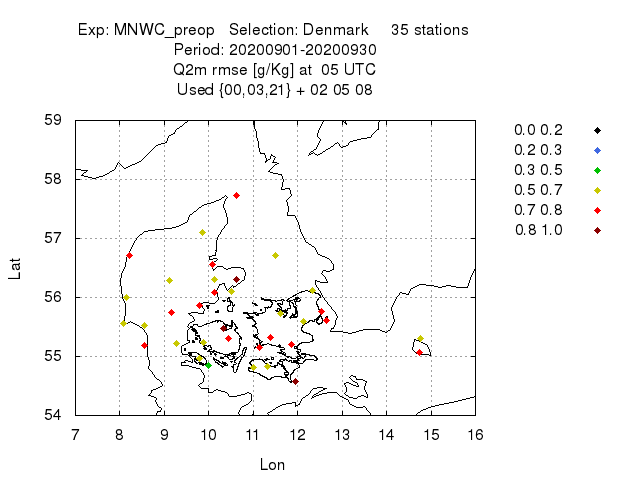 Exp: MNWC_preop Selection: Denmark 35 stations
Period: 20200901-20200930
Q2m rmse [g/Kg] at 05 UTC
Used {00,03,21} + 02 05 08
59
58
57
56
55
54
Lat
7 8 9 10 11 12 13 14 15 16
Lon
0.0 0.2
0.2 0.3
0.3 0.5
0.5 0.7
0.7 0.8
0.8 1.0